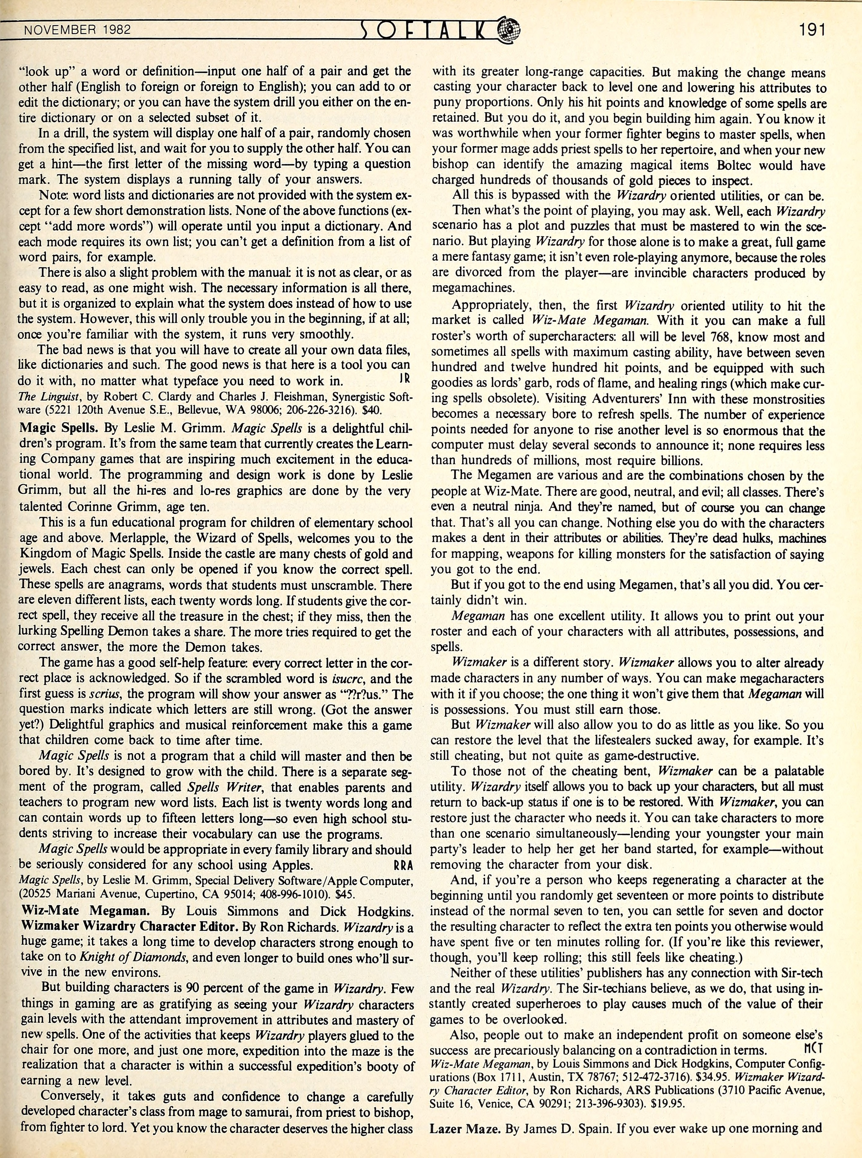 NOVEMBER 1982
SOFTALK
191
"look up" a word or definition—input one half of a pair and get the
other half (English to foreign or foreign to English); you can add to or
edit the dictionary; or you can have the system drill you either on the en-
tire dictionary or on a selected subset of it.
In a drill, the system will display one half of a pair, randomly chosen
from the specified list, and wait for you to supply the other half. You can
get a hint—the first letter of the missing word—by typing a question
mark. The system displays a running tally of your answers.
Note: word lists and dictionaries are not provided with the system ex-
cept for a few short demonstration lists. None of the above functions (ex-
cept "add more words") will operate until you input a dictionary. And
each mode requires its own list; you can't get a definition from a list of
word pairs, for example.
There is also a slight problem with the manual: it is not as clear, or as
easy to read, as one might wish. The necessary information is all there,
but it is organized to explain what the system does instead of how to use
the system. However, this will only trouble you in the beginning, if at all;
once you're familiar with the system, it runs very smoothly.
The bad news is that you will have to create all your own data files,
like dictionaries and such. The good news is that here is a tool you can
do it with, no matter what typeface you need to work in. JR
The Linguist, by Robert C. Clardy and Charles J. Fleishman, Synergistic Soft-
ware (5221 120th Avenue S.E., Bellevue, WA 98006; 206-226-3216). $40.
Magic Spells. By Leslie M. Grimm. Magic Spells is a delightful chil-
dren's program. It's from the same team that currently creates the Learn-
ing Company games that are inspiring much excitement in the educa-
tional world. The programming and design work is done by Leslie
Grimm, but all the hi-res and lo-res graphics are done by the very
talented Corinne Grimm, age ten.
This is a fun educational program for children of elementary school
age and above. Merlapple, the Wizard of Spells, welcomes you to the
Kingdom of Magic Spells. Inside the castle are many chests of gold and
jewels. Each chest can only be opened if you know the correct spell.
These spells are anagrams, words that students must unscramble. There
are eleven different lists, each twenty words long. If students give the cor-
rect spell, they receive all the treasure in the chest; if they miss, then the
lurking Spelling Demon takes a share. The more tries required to get the
correct answer, the more the Demon takes.
The game has a good self-help feature: every correct letter in the cor-
rect place is acknowledged. So if the scrambled word is isucrc, and the
first guess is scrius, the program will show your answer as "??r?us." The
question marks indicate which letters are still wrong. (Got the answer
yet?) Delightful graphics and musical reinforcement make this a game
that children come back to time after time.
Magic Spells is not a program that a child will master and then be
bored by. It's designed to grow with the child. There is a separate seg-
ment of the program, called Spells Writer, that enables parents and
teachers to program new word lists. Each list is twenty words long and
can contain words up to fifteen letters long—so even high school stu-
dents striving to increase their vocabulary can use the programs.
Magic Spells would be appropriate in every family library and should
be seriously considered for any school using Apples. RRA
Magic Spells, by Leslie M. Grimm, Special Delivery Software/Apple Computer,
(20525 Mariani Avenue, Cupertino, CA 95014; 408-996-1010). $45.
Wiz-Mate Megaman. By Louis Simmons and Dick Hodgkins.
Wizmaker Wizardry Character Editor. By Ron Richards. Wizardry is a
huge game; it takes a long time to develop characters strong enough to
take on to Knight of Diamonds, and even longer to build ones who'll sur-
vive in the new environs.
But building characters is 90 percent of the game in Wizardry. Few
things in gaming are as gratifying as seeing your Wizardry characters
gain levels with the attendant improvement in attributes and mastery of
new spells. One of the activities that keeps Wizardry players glued to the
chair for one more, and just one more, expedition into the maze is the
realization that a character is within a successful expedition's booty of
earning a new level.
Conversely, it takes guts and confidence to change a carefully
developed character's class from mage to samurai, from priest to bishop,
from fighter to lord. Yet you know the character deserves the higher class
with its greater long-range capacities. But making the change means
casting your character back to level one and lowering his attributes to
puny proportions. Only his hit points and knowledge of some spells are
retained. But you do it, and you begin building him again. You know it
was worthwhile when your former fighter begins to master spells, when
your former mage adds priest spells to her repertoire, and when your new
bishop can identify the amazing magical items Boltec would have
charged hundreds of thousands of gold pieces to inspect.
All this is bypassed with the Wizardry oriented utilities, or can be.
Then what's the point of playing, you may ask. Well, each Wizardry
scenario has a plot and puzzles that must be mastered to win the sce-
nario. But playing Wizardry for those alone is to make a great, full game
a mere fantasy game; it isn't even role-playing anymore, because the roles
are divorced from the player—are invincible characters produced by
megamachines.
Appropriately, then, the first Wizardry oriented utility to hit the
market is called Wiz-Mate Megaman. With it you can make a full
roster's worth of supercharacters: all will be level 768, know most and
sometimes all spells with maximum casting ability, have between seven
hundred and twelve hundred hit points, and be equipped with such
goodies as lords' garb, rods of flame, and healing rings (which make cur-
ing spells obsolete). Visiting Adventurers' Inn with these monstrosities
becomes a necessary bore to refresh spells. The number of experience
points needed for anyone to rise another level is so enormous that the
computer must delay several seconds to announce it; none requires less
than hundreds of millions, most require billions.
The Megamen are various and are the combinations chosen by the
people at Wiz-Mate. There are good, neutral, and evil; all classes. There's
even a neutral ninja. And they're named, but of course you can change
that. That's all you can change. Nothing else you do with the characters
makes a dent in their attributes or abilities. They're dead hulks, machines
for mapping, weapons for killing monsters for the satisfaction of saying
you got to the end.
But if you got to the end using Megamen, that's all you did. You cer-
tainly didn't win.
Megaman has one excellent utility. It allows you to print out your
roster and each of your characters with all attributes, possessions, and
spells.
Wizmaker is a different story. Wizmaker allows you to alter already
made characters in any number of ways. You can make megacharacters
with it if you choose; the one thing it won't give them that Megaman will
is possessions. You must still earn those.
But Wizmaker will also allow you to do as little as you like. So you
can restore the level that the lifestealers sucked away, for example. It's
still cheating, but not quite as game-destructive.
To those not of the cheating bent, Wizmaker can be a palatable
utility. Wizardry itself allows you to back up your characters, but all must
return to back-up status if one is to be restored. With Wizmaker, you can
restore just the character who needs it. You can take characters to more
than one scenario simultaneously—lending your youngster your main
party's leader to help her get her band started, for example—without
removing the character from your disk.
And, if you're a person who keeps regenerating a character at the
beginning until you randomly get seventeen or more points to distribute
instead of the normal seven to ten, you can settle for seven and doctor
the resulting character to reflect the extra ten points you otherwise would
have spent five or ten minutes rolling for. (If you're like this reviewer,
though, you'll keep rolling; this still feels like cheating.)
Neither of these utilities' publishers has any connection with Sir-tech
and the real Wizardry. The Sir-techians believe, as we do, that using in-
stantly created superheroes to play causes much of the value of their
games to be overlooked.
Also, people out to make an independent profit on someone else's
success are precariously balancing on a contradiction in terms. MCT
Wiz-Mate Megaman, by Louis Simmons and Dick Hodgkins, Computer Config-
urations (Box 1711, Austin, TX 78767; 512-472-3716). $34.95. Wizmaker Wizard-
ry Character Editor, by Ron Richards, ARS Publications (3710 Pacific Avenue,
Suite 16, Venice, CA 90291; 213-396-9303). $19.95.
Lazer Maze. By James D. Spain. If you ever wake up one morning and